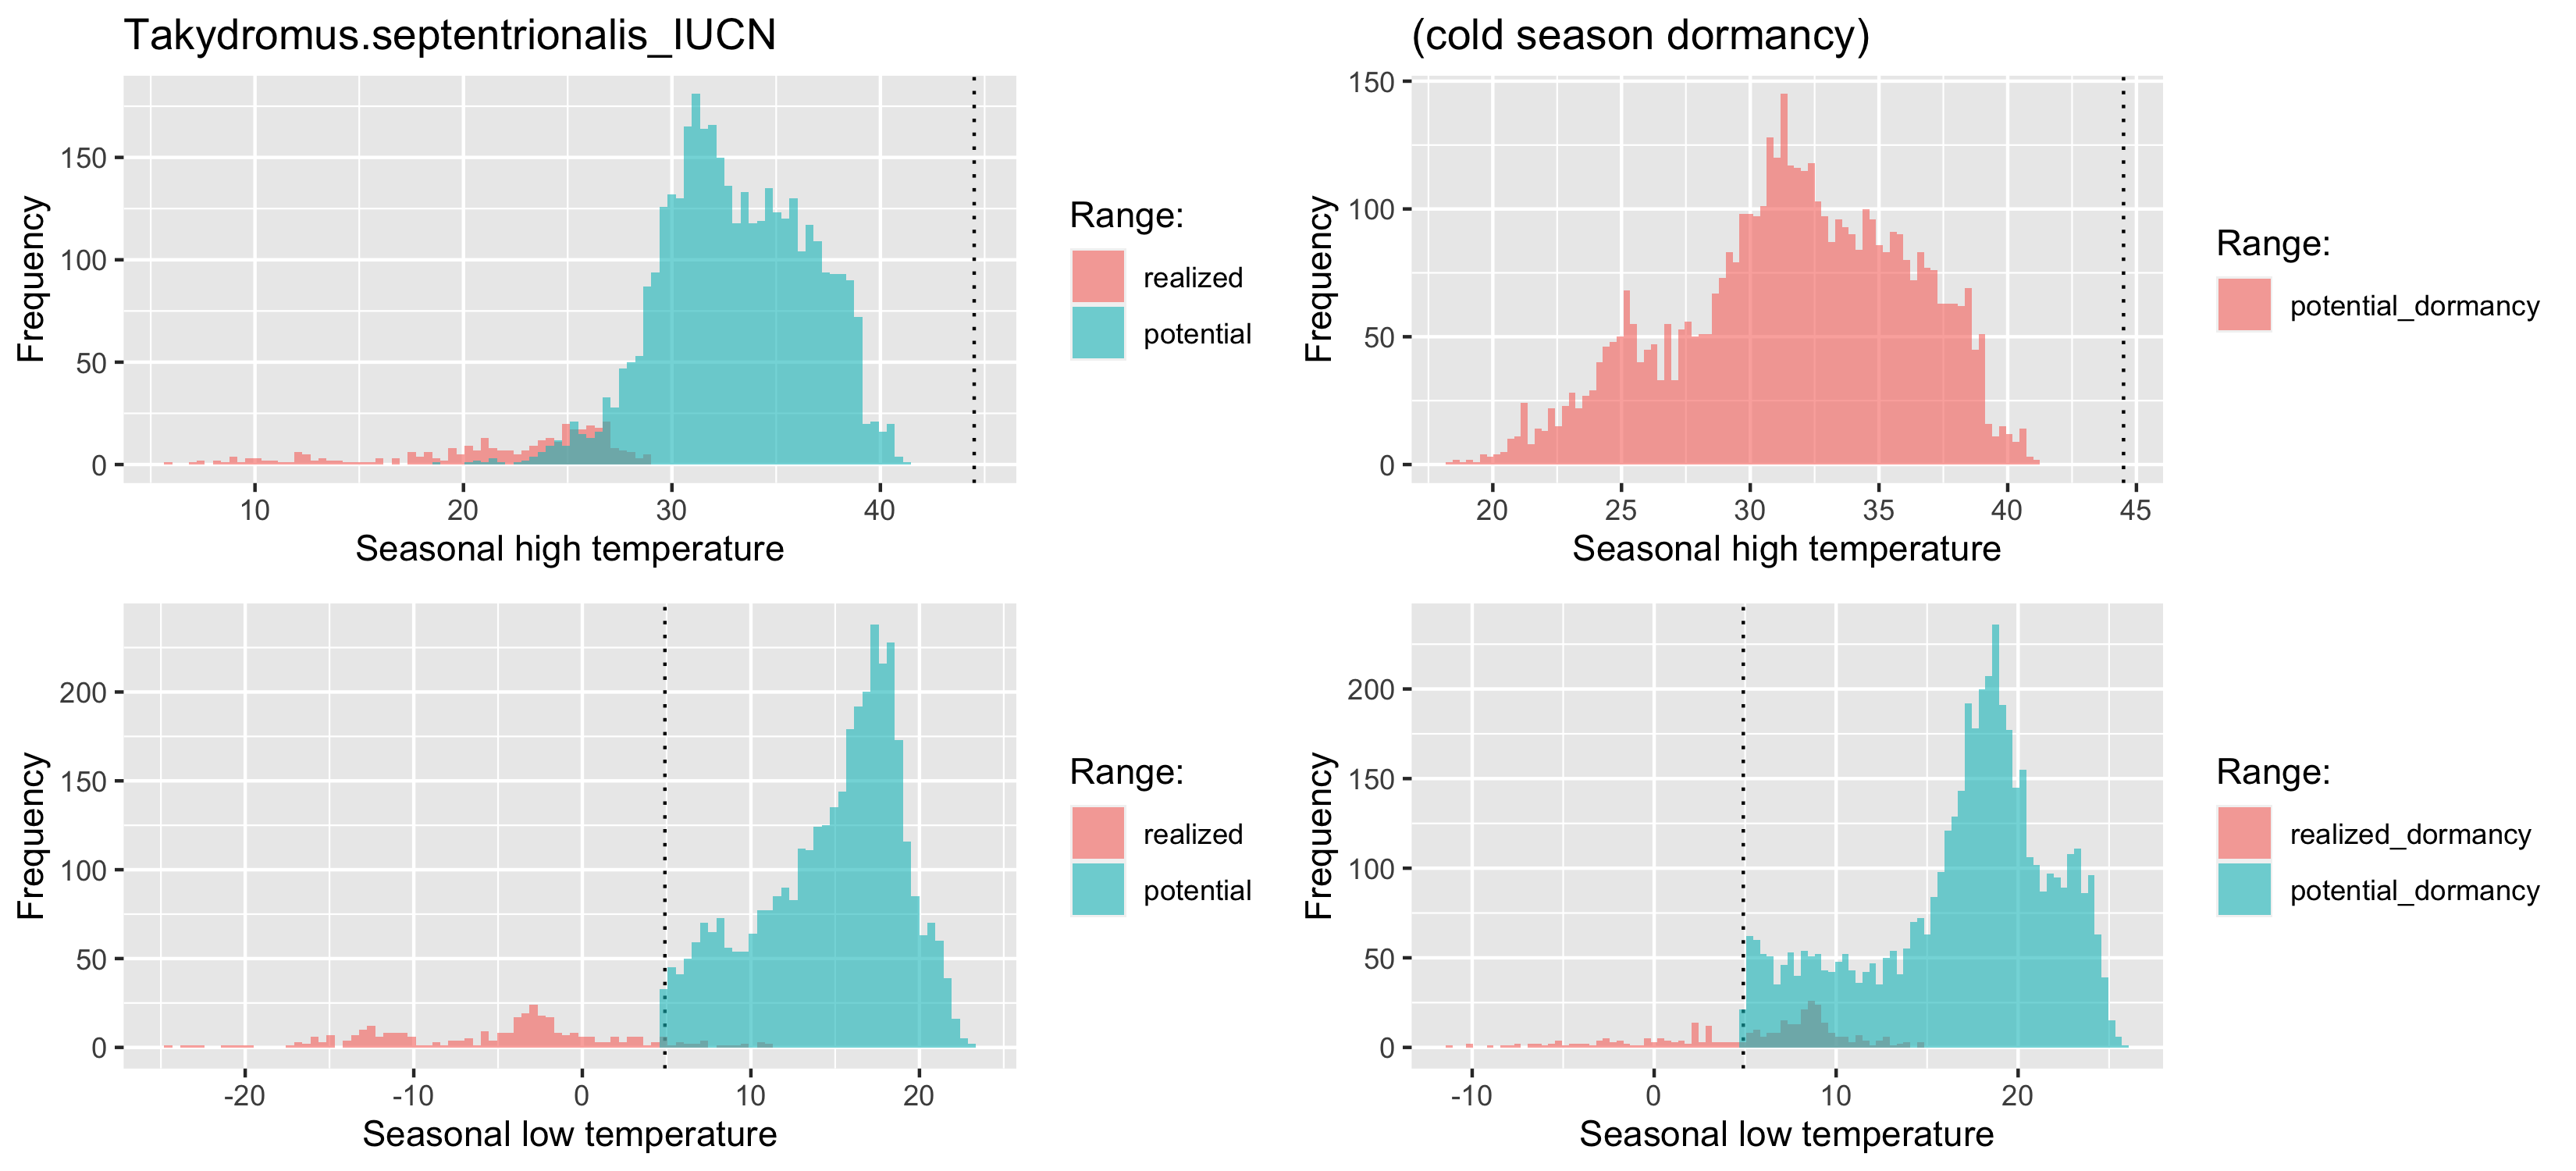 Takydromus.septentrionalis_IUCN
Frequency
0
50
100
150
10
20
30
40
Seasonal high temperature
Range:
realized
potential
(cold season dormancy)
Frequency
0
50
100
150
20
25
30
35
40
45
Seasonal high temperature
Range:
potential_dormancy
Frequency
0
50
100
150
200
-20
-10
0
10
20
Seasonal low temperature
Range:
realized
potential
Frequency
0
50
100
150
200
-10
0
10
20
Seasonal low temperature
Range:
realized_dormancy
potential_dormancy